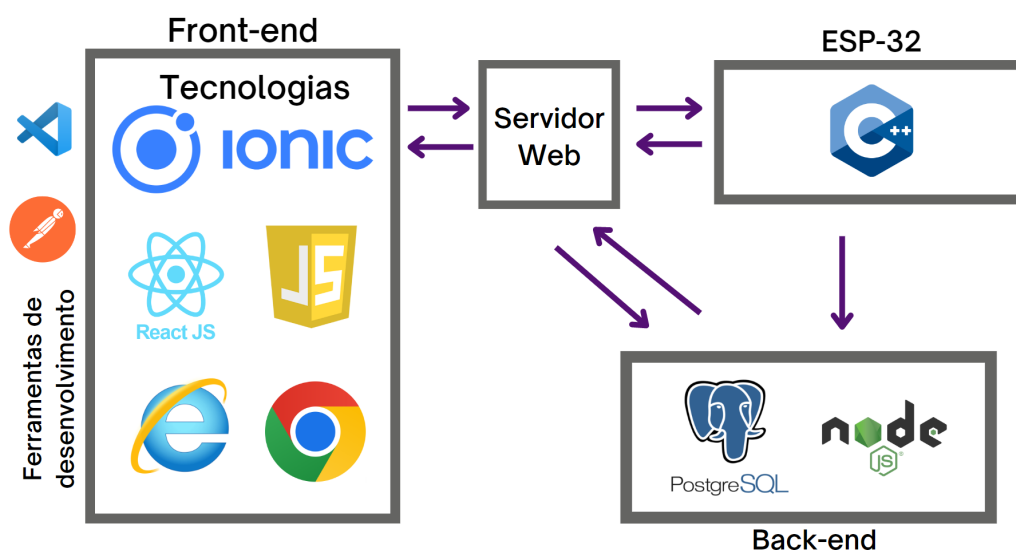 Front-end
Tecnologias
IONIC
React JS
JS
Ferramentas de
desenvolvimento
Servidor
Web
ESP-32
C++
PostgreSQL
node
JS®
Back-end